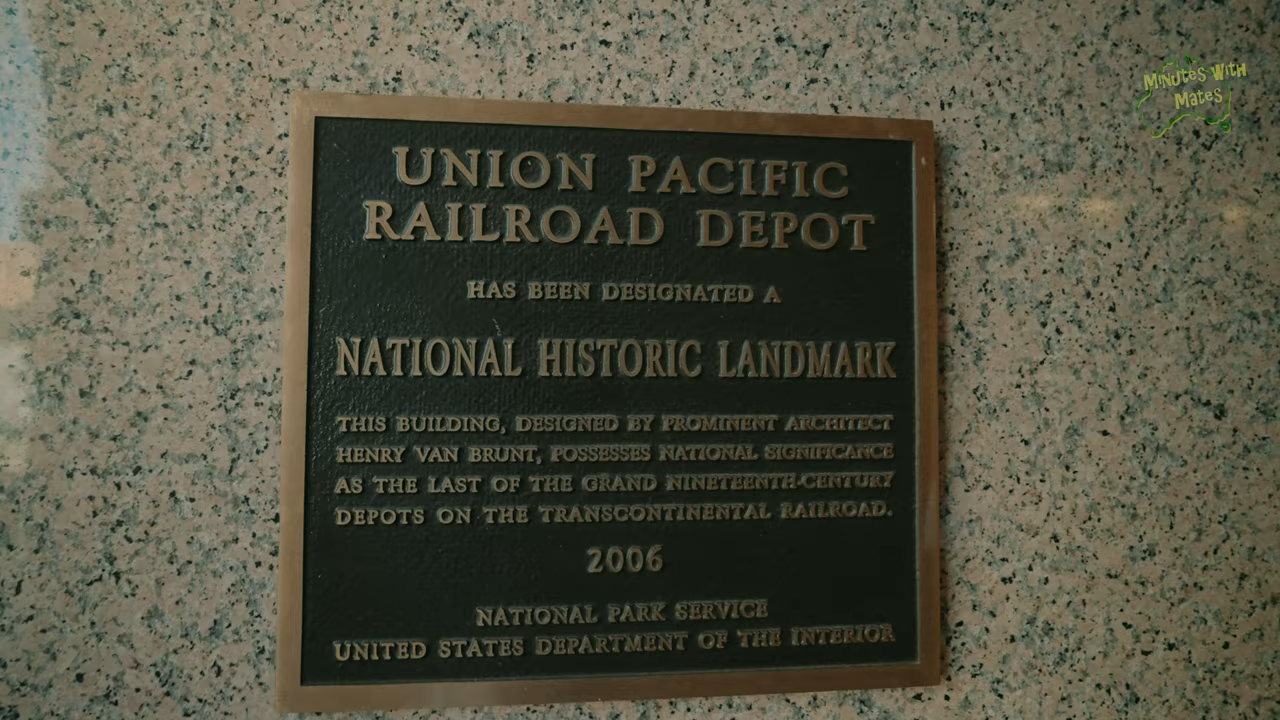 MINUTES WITH
MATES
UNION PACIFIC
RAILROAD DEPOT
HAS BEEN DESIGNATED A
NATIONAL HISTORIC LANDMARK
THIS BUILDING, DESIGNED BY PROMINENT ARCHITECT
HENRY VAN BRUNT, POSSESSES NATIONAL SIGNIFICANCE
AS THE LAST OF THE GRAND NINETEENTH-CENTURY
DEPOTS ON THE TRANSCONTINENTAL RAILROAD.
2006
NATIONAL PARK SERVICE
UNITED STATES DEPARTMENT OF THE INTERIOR